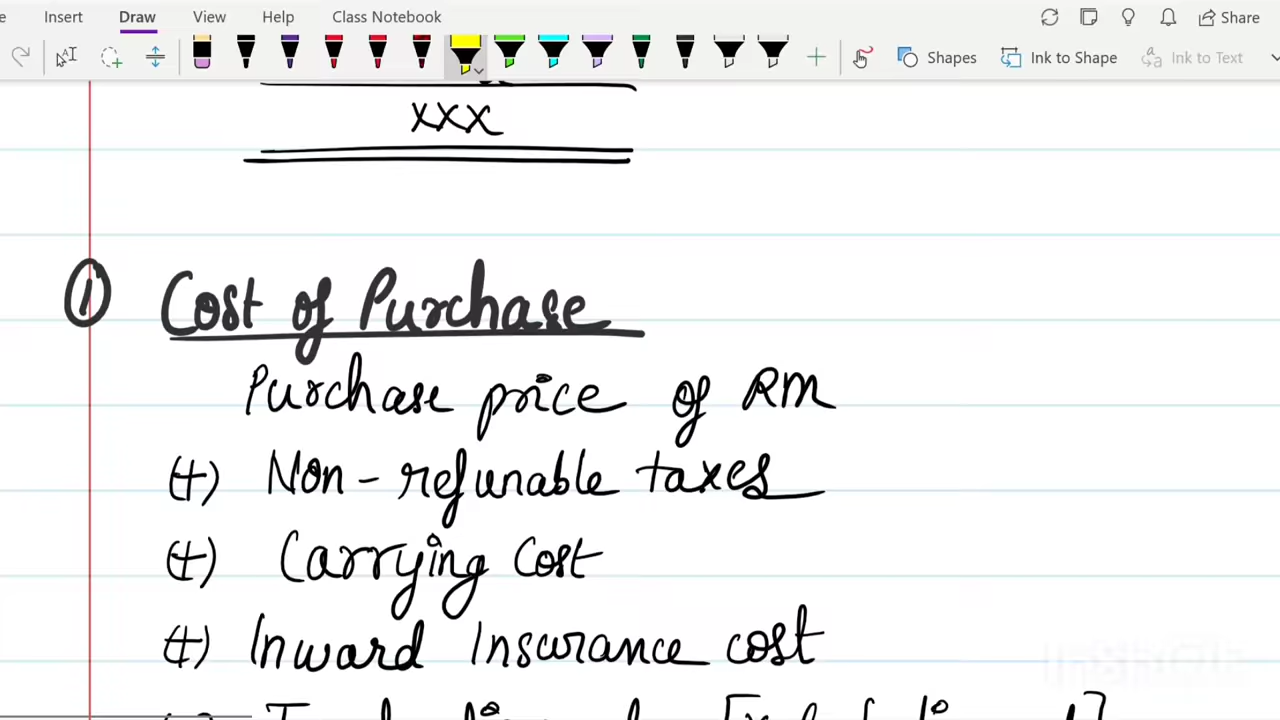 Insert Draw View Help Class Notebook Share
Shapes Ink to Shape Ink to Text
xxx
① Cost of Purchase
Purchase price of RM
(+) Non-refunable taxes
(+) Carrying Cost
(+) Inward Insurance cost